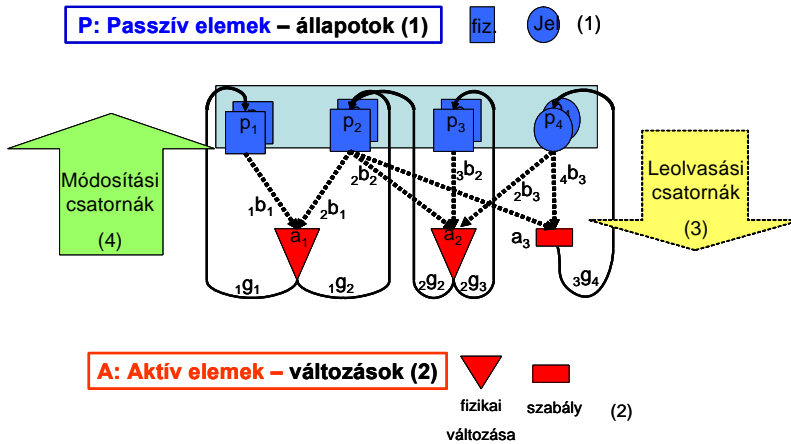 P: Passzív elemek – állapotok (1)
fiz.
Jel
(1)
p1
p2
p3
p4
Módosítási
csatornák
(4)
Leolvasási
csatornák
(3)
1b1
2b1
2b2
3b2
2b3
4b3
a1
a2
a3
1g1
1g2
2g2
2g3
3g4
A: Aktív elemek – változások (2)
fizikai
változása
szabály
(2)